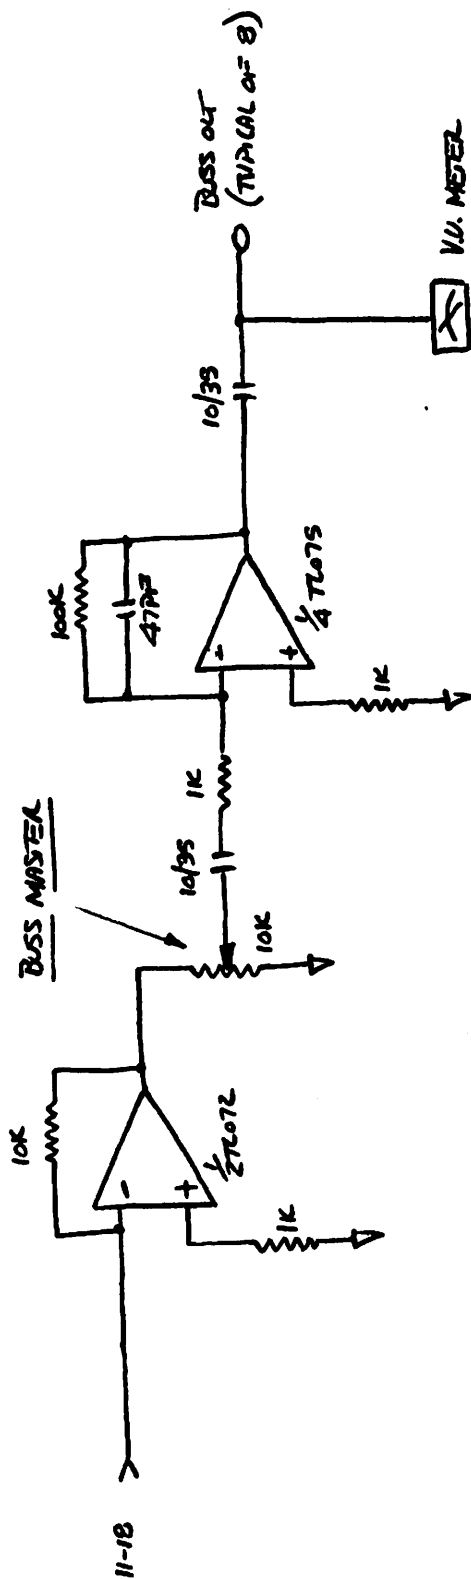 11-18
10K
-
+
1/2 TL072
1K
BUSS MASTER
10K
10/35
1K
100K
47PF
-
+
1/4 TL075
1K
10/35
BUSS OUT
(TYPICAL OF 8)
V.U. METER